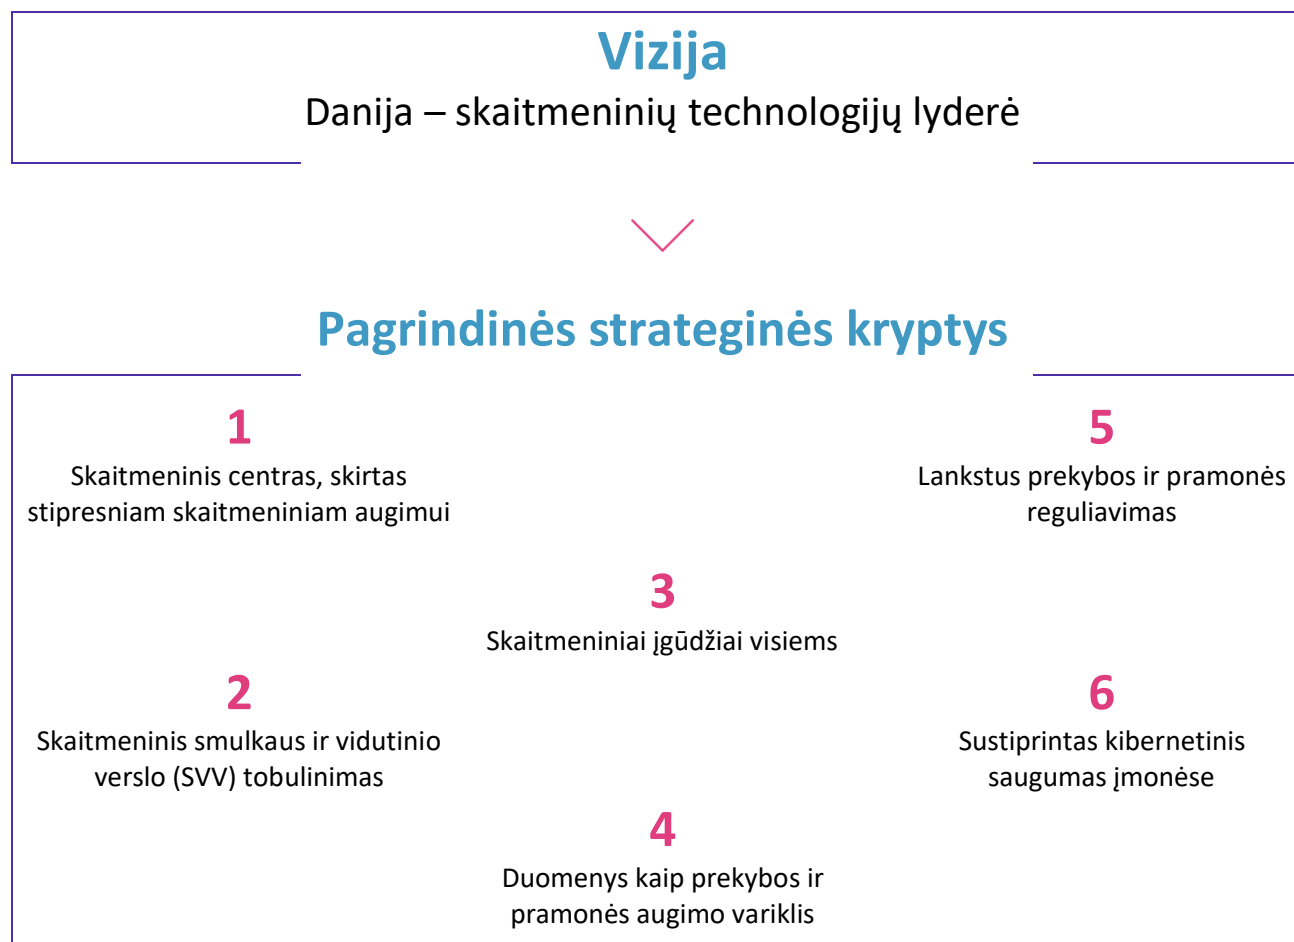 Vizija
Danija – skaitmeninių technologijų lyderė
Pagrindinės strateginės kryptys
1
Skaitmeninis centras, skirtas
stipresniam skaitmeniniam augimui
2
Skaitmeninis smulkaus ir vidutinio
verslo (SVV) tobulinimas
3
Skaitmeniniai įgūdžiai visiems
4
Duomenys kaip prekybos ir
pramonės augimo variklis
5
Lankstus prekybos ir pramonės
reguliavimas
6
Sustiprintas kibernetinis
saugumas įmonėse